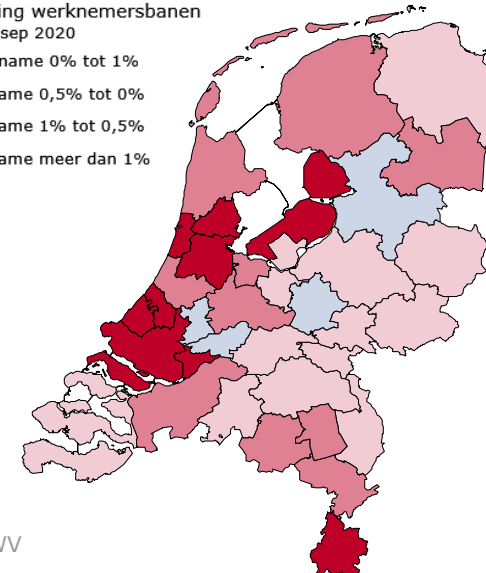 ing werknemersbanen
sep 2020
name 0% tot 1%
ame 0,5% tot 0%
ame 1% tot 0,5%
ame meer dan 1%
WV